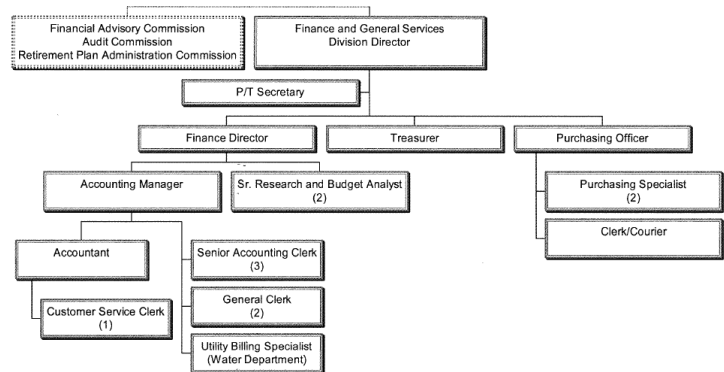 Financial Advisory Commission
Audit Commission
Retirement Plan Administration Commission
Finance and General Services
Division Director
P/T Secretary
Finance Director
Treasurer
Purchasing Officer
Accounting Manager
Sr. Research and Budget Analyst
(2)
Purchasing Specialist
(2)
Clerk/Courier
Accountant
Senior Accounting Clerk
(3)
Customer Service Clerk
(1)
General Clerk
(2)
Utility Billing Specialist
(Water Department)